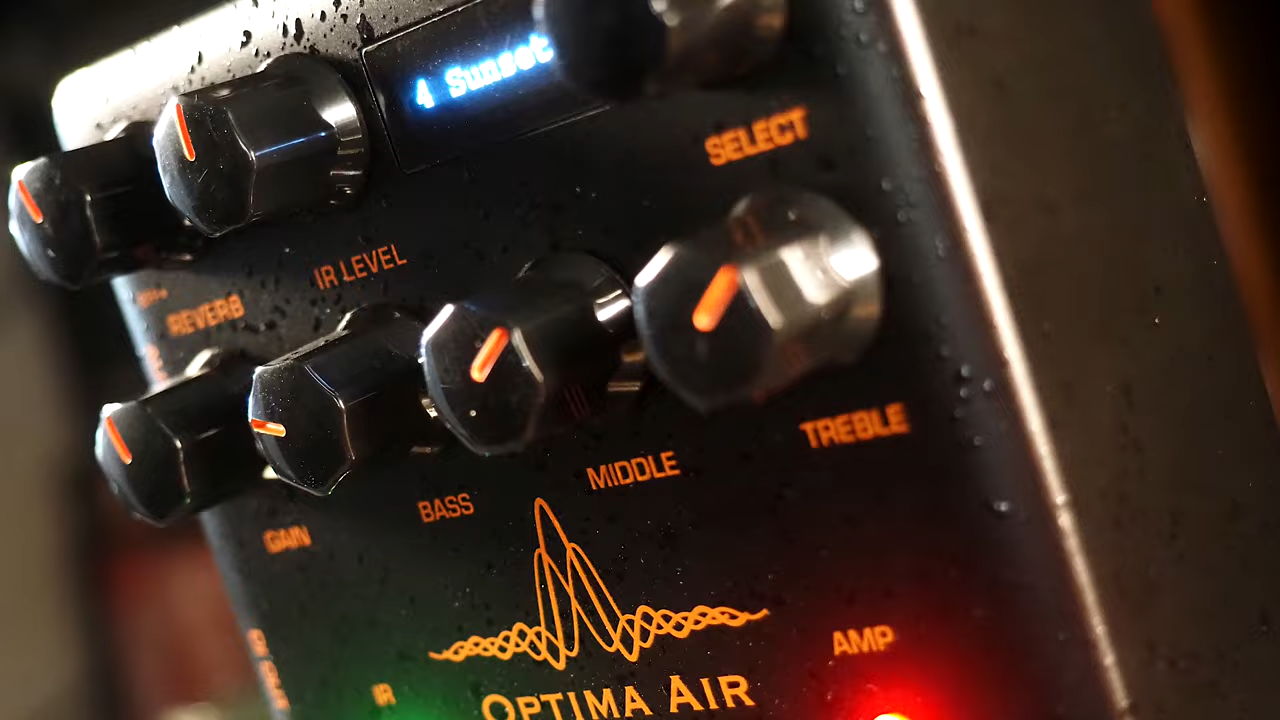 4 Sunset
SELECT
IR LEVEL
REVERB
TREBLE
MIDDLE
BASS
GAIN
AMP
IR
OPTIMA AIR